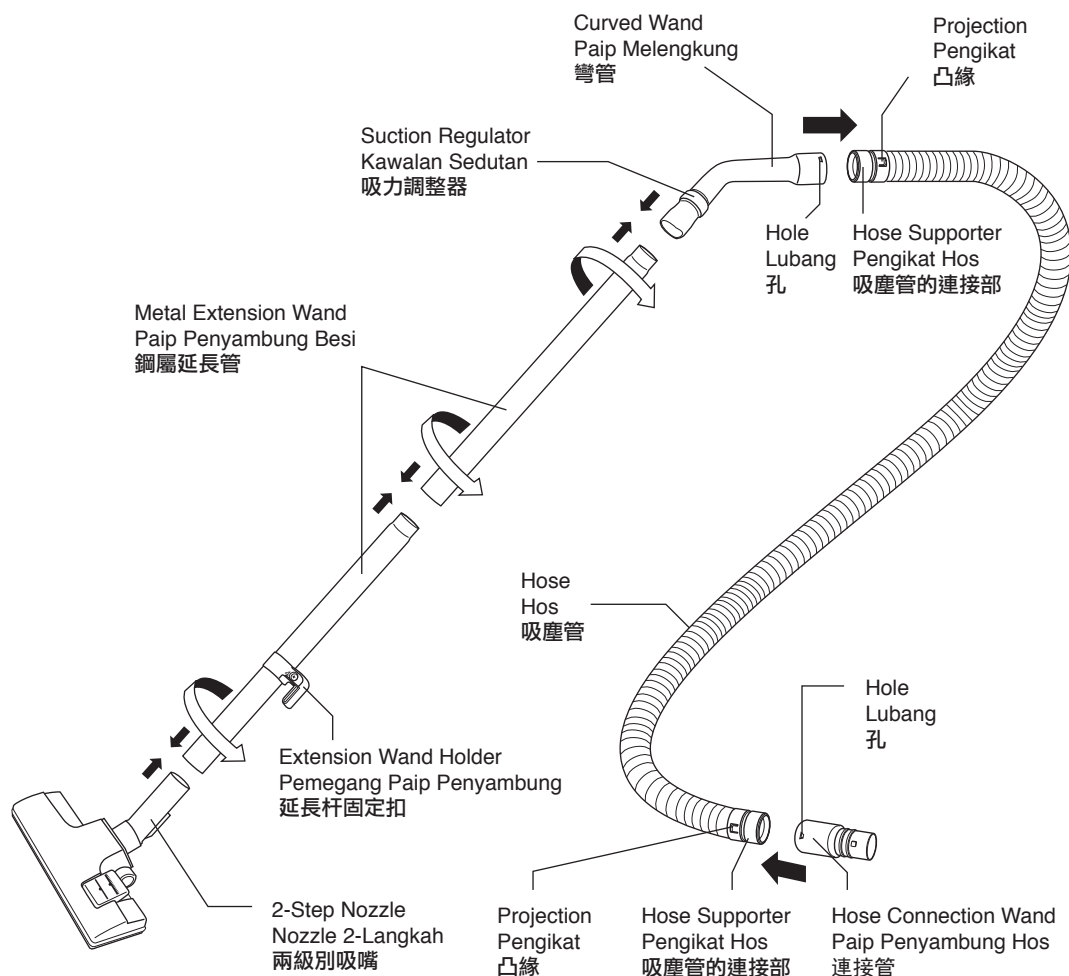 Curved Wand
Paip Melengkung
彎管
Projection
Pengikat
凸緣
Suction Regulator
Kawalan Sedutan
吸力調整器
Hole
Lubang
孔
Hose Supporter
Pengikat Hos
吸塵管的連接部
Metal Extension Wand
Paip Penyambung Besi
鋼屬延長管
Hose
Hos
吸塵管
Hole
Lubang
孔
Extension Wand Holder
Pemegang Paip Penyambung
延長杆固定扣
2-Step Nozzle
Nozzle 2-Langkah
兩級別吸嘴
Projection
Pengikat
凸緣
Hose Supporter
Pengikat Hos
吸塵管的連接部
Hose Connection Wand
Paip Penyambung Hos
連接管